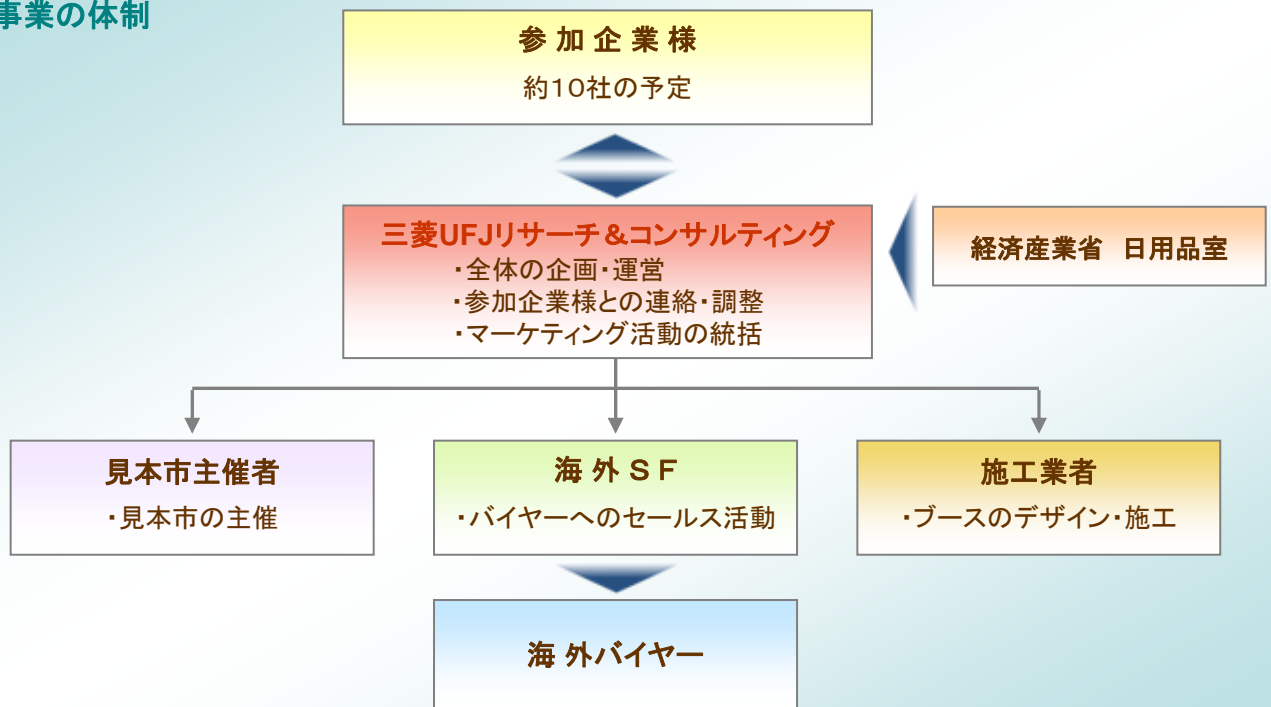 事業の体制
参 加 企 業 様
約10社の予定
三菱UFJリサーチ&コンサルティング
・全体の企画・運営
・参加企業様との連絡・調整
・マーケティング活動の統括
経済産業省 日用品室
見本市主催者
・見本市の主催
海 外 S F
・バイヤーへのセールス活動
施工業者
・ブースのデザイン・施工
海 外バイヤー